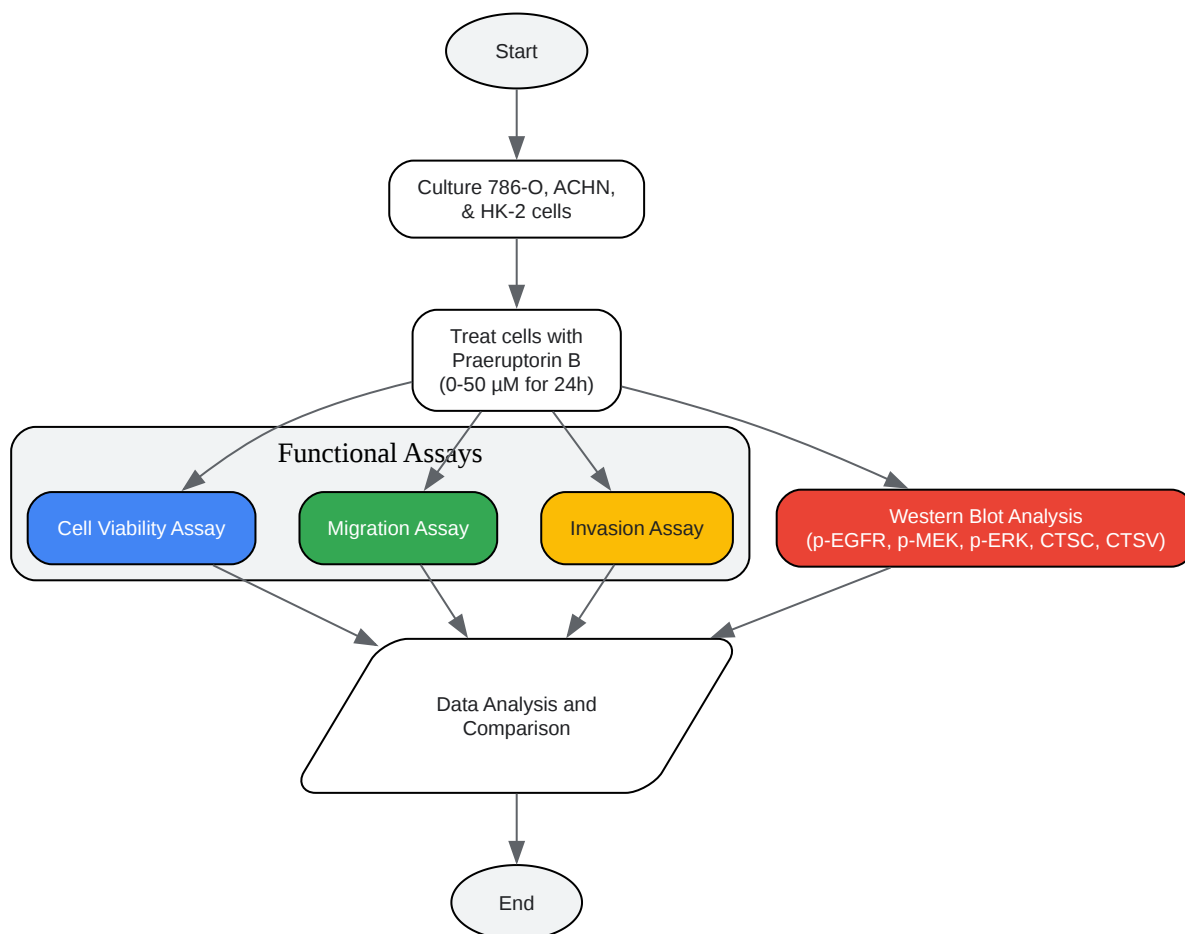 Start
Culture 786-O, ACHN,
& HK-2 cells
Treat cells with
Praeruptorin B
(0-50 µM for 24h)
Functional Assays
Cell Viability Assay
Migration Assay
Invasion Assay
Western Blot Analysis
(p-EGFR, p-MEK, p-ERK, CTSC, CTSV)
Data Analysis and
Comparison
End